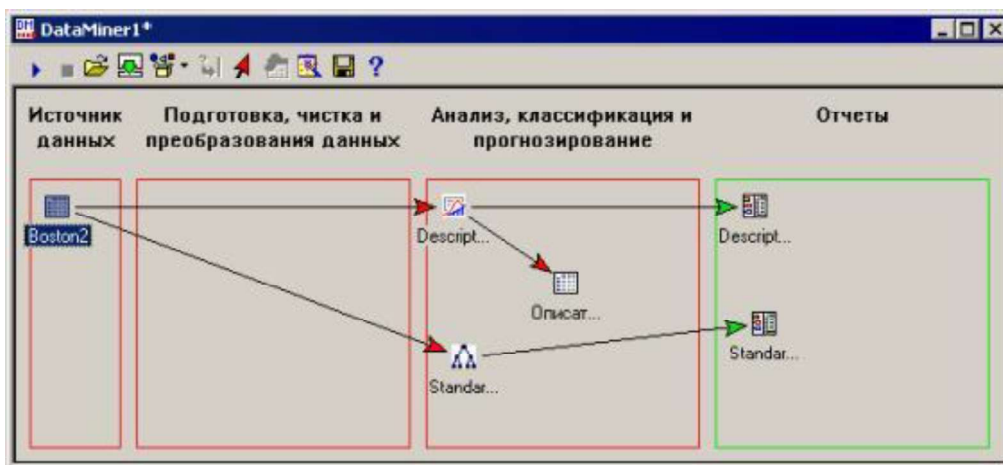 DataMiner1*
Источник данных
Подготовка, чистка и преобразования данных
Анализ, классификация и прогнозирование
Отчеты
Boston2
Descript...
Descript...
Описат...
Standar...
Standar...